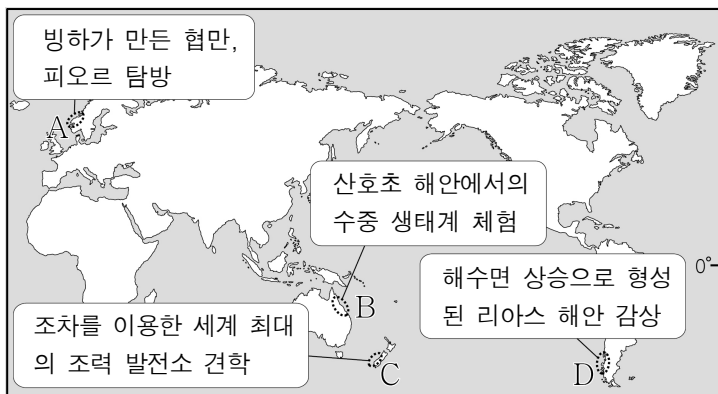 빙하가 만든 협만,
피오르 탐방
A
산호초 해안에서의
수중 생태계 체험
0°
B
해수면 상승으로 형성
된 리아스 해안 감상
조차를 이용한 세계 최대
의 조력 발전소 견학
C
D